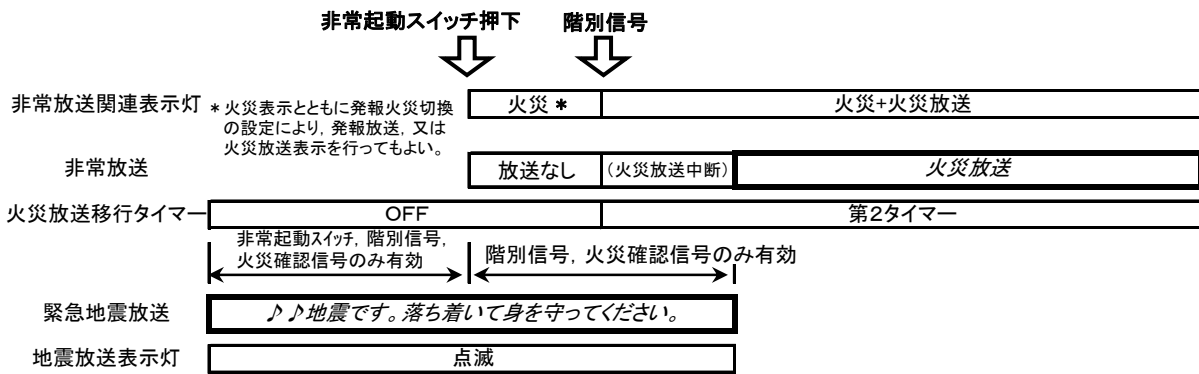 非常起動スイッチ押下 階別信号
非常放送関連表示灯 *火災表示とともに発報火災切換 火災 * 火災+火災放送
の設定により, 発報放送, 又は
火災放送表示を行ってもよい。
非常放送 放送なし (火災放送中断) 火災放送
火災放送移行タイマー OFF 第2タイマー
非常起動スイッチ, 階別信号,
火災確認信号のみ有効 階別信号, 火災確認信号のみ有効
緊急地震放送 ♪♪地震です。落ち着いて身を守ってください。
地震放送表示灯 点滅